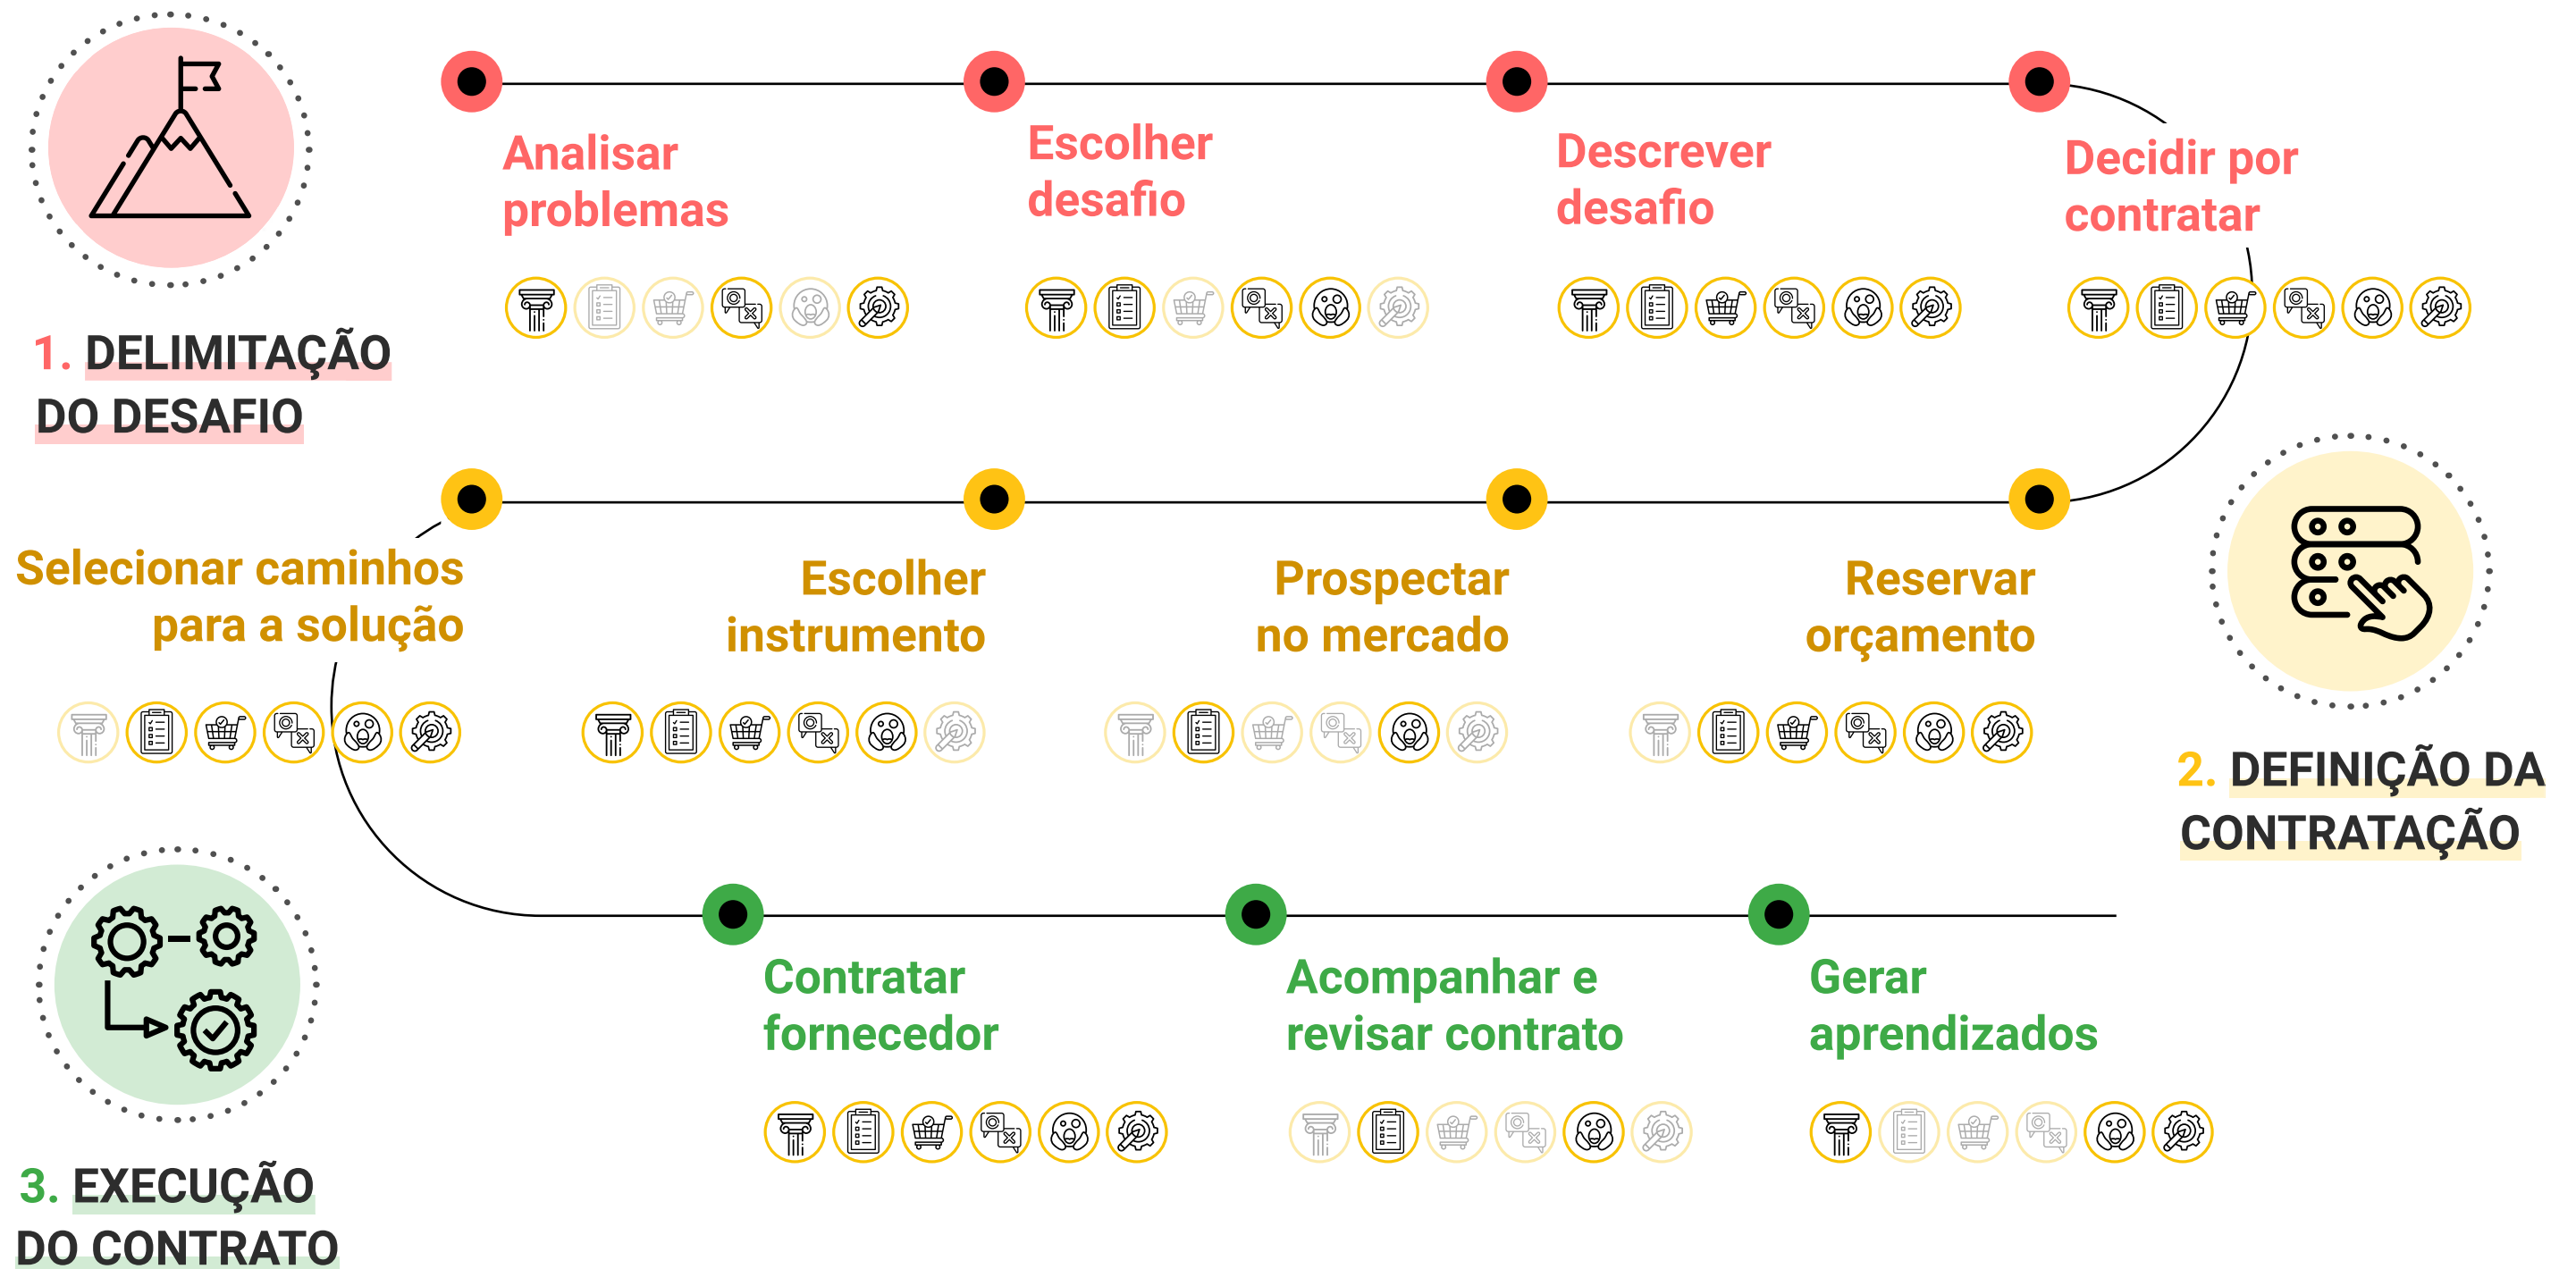 1. DELIMITAÇÃO
DO DESAFIO
Analisar
problemas
Escolher
desafio
Descrever
desafio
Decidir por
contratar
2. DEFINIÇÃO DA
CONTRATAÇÃO
Reservar
orçamento
Prospectar
no mercado
Escolher
instrumento
Selecionar caminhos
para a solução
3. EXECUÇÃO
DO CONTRATO
Contratar
fornecedor
Acompanhar e
revisar contrato
Gerar
aprendizados